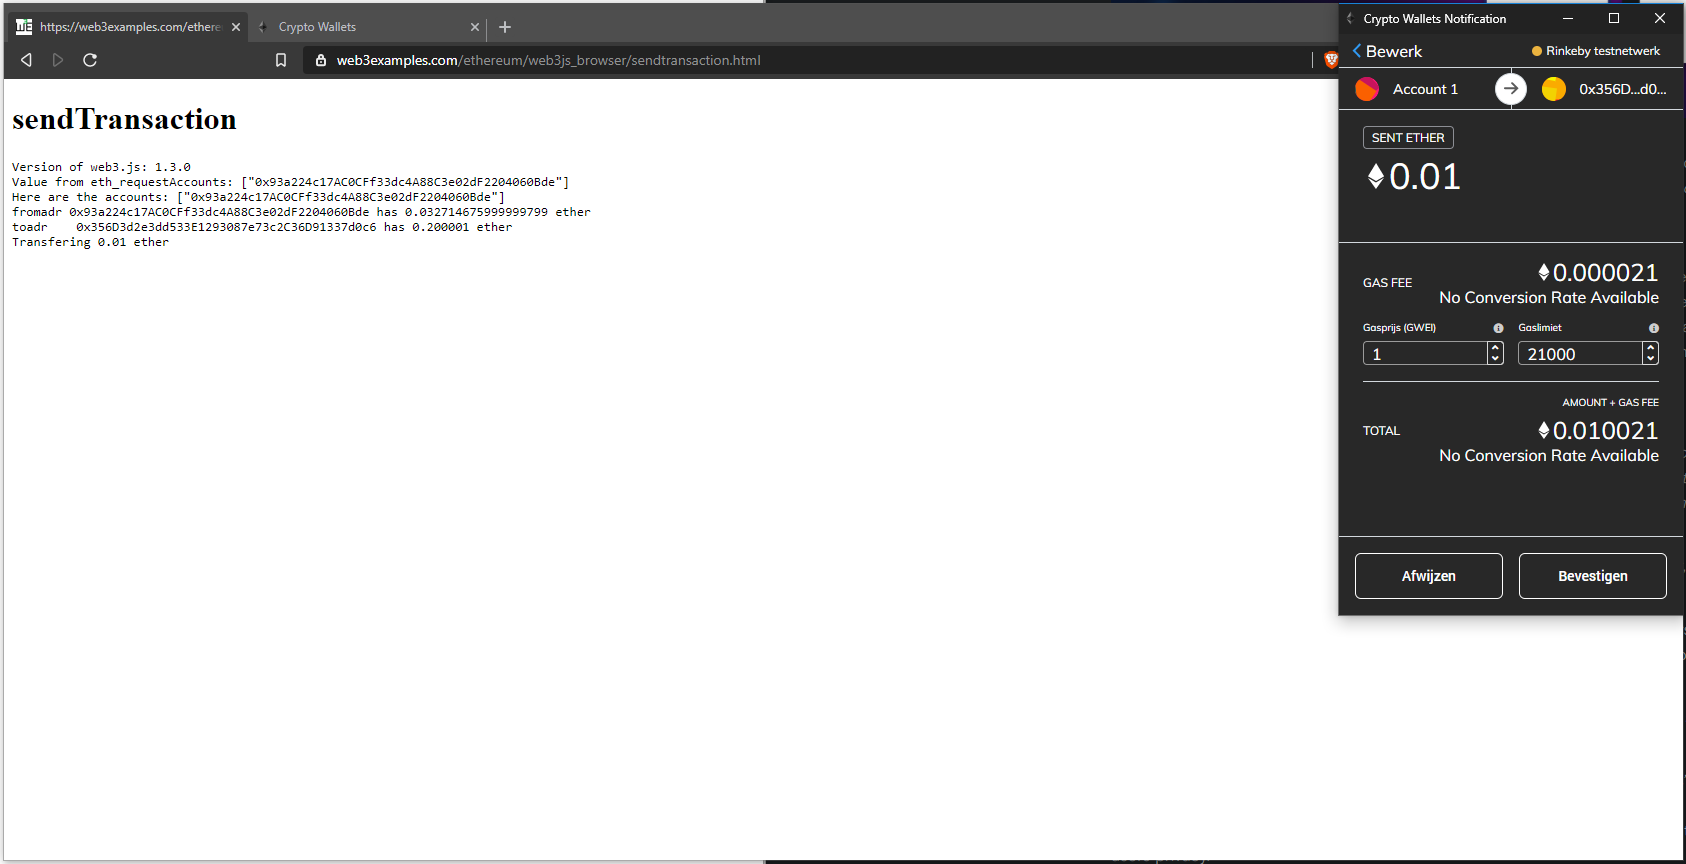 https://web3examples.com/ethere
Crypto Wallets
web3examples.com/ethereum/web3js_browser/sendtransaction.html
sendTransaction
Version of web3.js: 1.3.0
Value from eth_requestAccounts: ["0x93a224c17AC0CFf33dc4A88C3e02dF2204060Bde"]
Here are the accounts: ["0x93a224c17AC0CFf33dc4A88C3e02dF2204060Bde"]
fromadr 0x93a224c17AC0CFf33dc4A88C3e02dF2204060Bde has 0.032714675999999799 ether
toadr    0x356D3d2e3dd533E1293087e73c2C36D91337d0c6 has 0.200001 ether
Transfering 0.01 ether
Crypto Wallets Notification
Bewerk
Rinkeby testnetwerk
Account 1
0x356D...d0...
SENT ETHER
0.01
GAS FEE
0.000021
No Conversion Rate Available
Gasprijs (GWEI)
Gaslimiet
1
21000
AMOUNT + GAS FEE
TOTAL
0.010021
No Conversion Rate Available
Afwijzen
Bevestigen